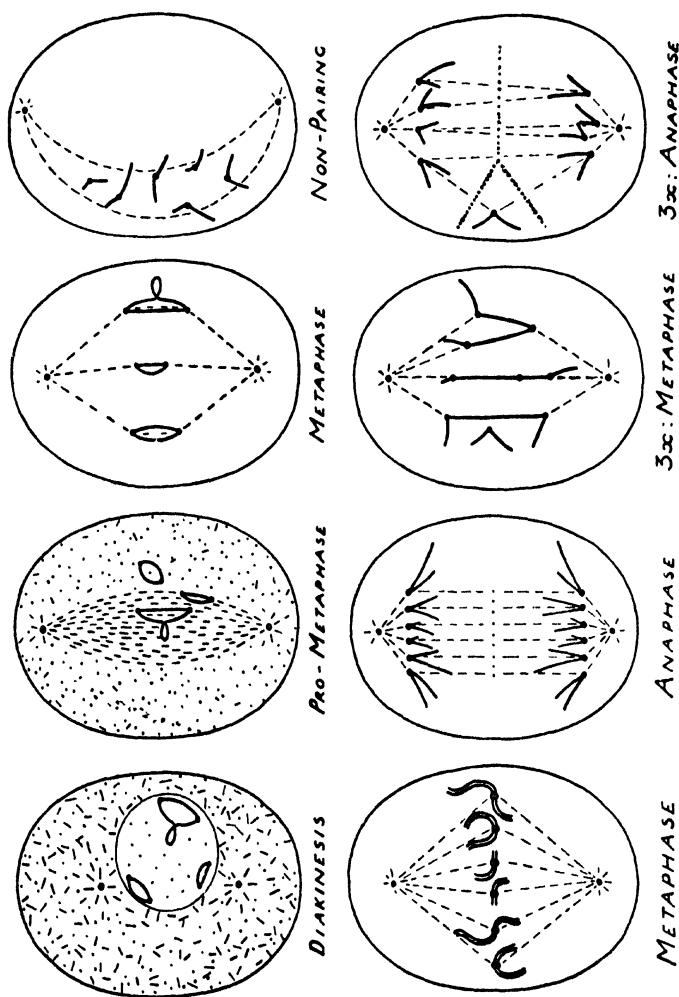 DIAKINESIS
PRO-METAPHASE
METAPHASE
NON-PAIRING
METAPHASE
ANAPHASE
3x: METAPHASE
3x: ANAPHASE